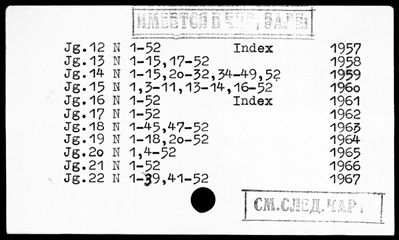 ИМЕЕТСЯ В ЧИТ. ЗАЛЕ:
Jg.12 N 1-52 Index 1957
Jg.13 N 1-15,17-52 1958
Jg.14 N 1-15,20-32,34-49,52 1959
Jg.15 N 1,3-11,13-14,16-52 1960
Jg.16 N 1-52 Index 1961
Jg.17 N 1-52 1962
Jg.18 N 1-45,47-52 1963
Jg.19 N 1-18,20-52 1964
Jg.20 N 1,4-52 1965
Jg.21 N 1-52 1966
Jg.22 N 1-39,41-52 1967
СМ.СЛЕД.КАРТ.